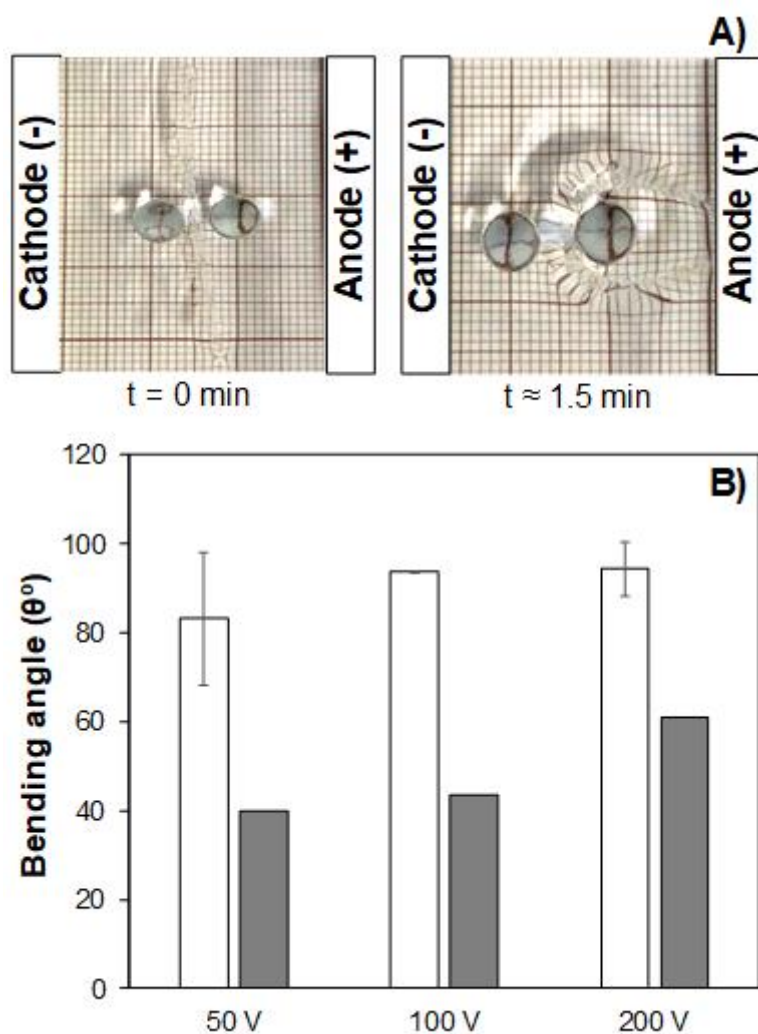 A)
Cathode (-)
Anode (+)
Cathode (-)
Anode (+)
t = 0 min
t ≈ 1.5 min
B)
Bending angle (θº)
120
100
80
60
40
20
0
50 V
100 V
200 V